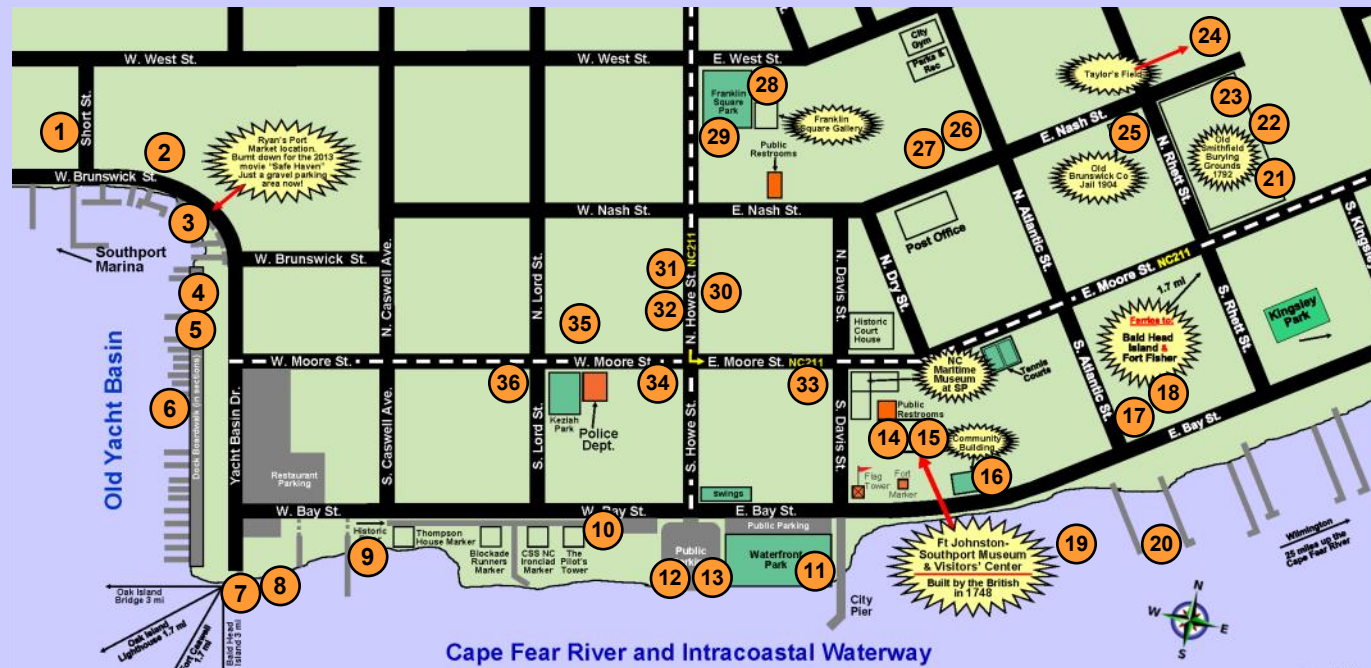 W. West St.
W. West St.
E. West St.
City
Gym
Parks &
Rec
24
Taylor's Field
Short St.
1
2
Franklin
Square
Park
28
29
Franklin
Square Gallery
Public
Restrooms
27
26
E. Nash St.
25
23
22
Old
Smithfield
Burying
Grounds
1792
21
Old
Brunswick Co
Jail 1904
N. Rhett St.
Ryan's Port
Market location.
Burnt down for the 2013
movie "Safe Haven"
Just a gravel parking
area now!
W. Brunswick St.
3
Southport
Marina
W. Nash St.
E. Nash St.
Post Office
N. Atlantic St.
S. Kingsley
W. Brunswick St.
N. Caswell Ave.
N. Lord St.
N. Howe St.
NC211
N. Davis St.
N. Dry St.
E. Moore St.
NC211
4
5
6
31
32
30
35
Historic
Court
House
1.7 mi
Ferries to:
Bald Head
Island &
Fort Fisher
S. Rhett St.
Kingsley
Park
W. Moore St.
W. Moore St.
E. Moore St.
NC211
36
34
33
NC
Maritime
Museum
at SP
Tennis
Courts
S. Atlantic St.
18
17
Old Yacht Basin
Dock Boardwalk (in sections)
Yacht Basin Dr.
Restaurant
Parking
S. Caswell Ave.
S. Lord St.
Keziah
Park
Police
Dept.
S. Howe St.
S. Davis St.
Public
Restrooms
14
15
Community
Building
16
Flag
Tower
Fort
Marker
E. Bay St.
swings
W. Bay St.
W. Bay St.
E. Bay St.
Historic
9
Thompson
House Marker
Blockade
Runners
Marker
CSS NC
Ironclad
Marker
The
Pilot's
Tower
10
Public
Parking
12
13
Public Parking
Waterfront
Park
11
City
Pier
Ft Johnston-
Southport Museum
& Visitors' Center
Built by the British
in 1748
19
20
Wilmington
25 miles up the
Cape Fear River
7
8
Oak Island
Bridge 3 mi
Oak Island
Lighthouse 1.7 mi
Fort Caswell
1.7 mi
Bald Head
Island 3 mi
N
W
E
S
Cape Fear River and Intracoastal Waterway